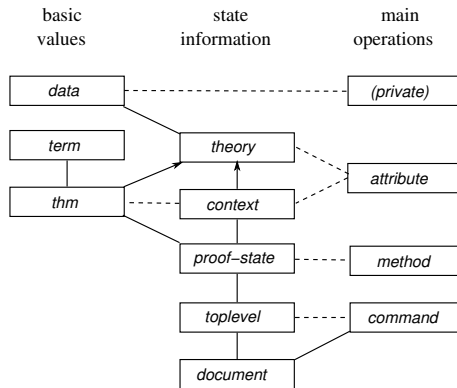 basic values
state information
main operations
data
(private)
term
theory
thm
attribute
context
proof–state
method
toplevel
command
document